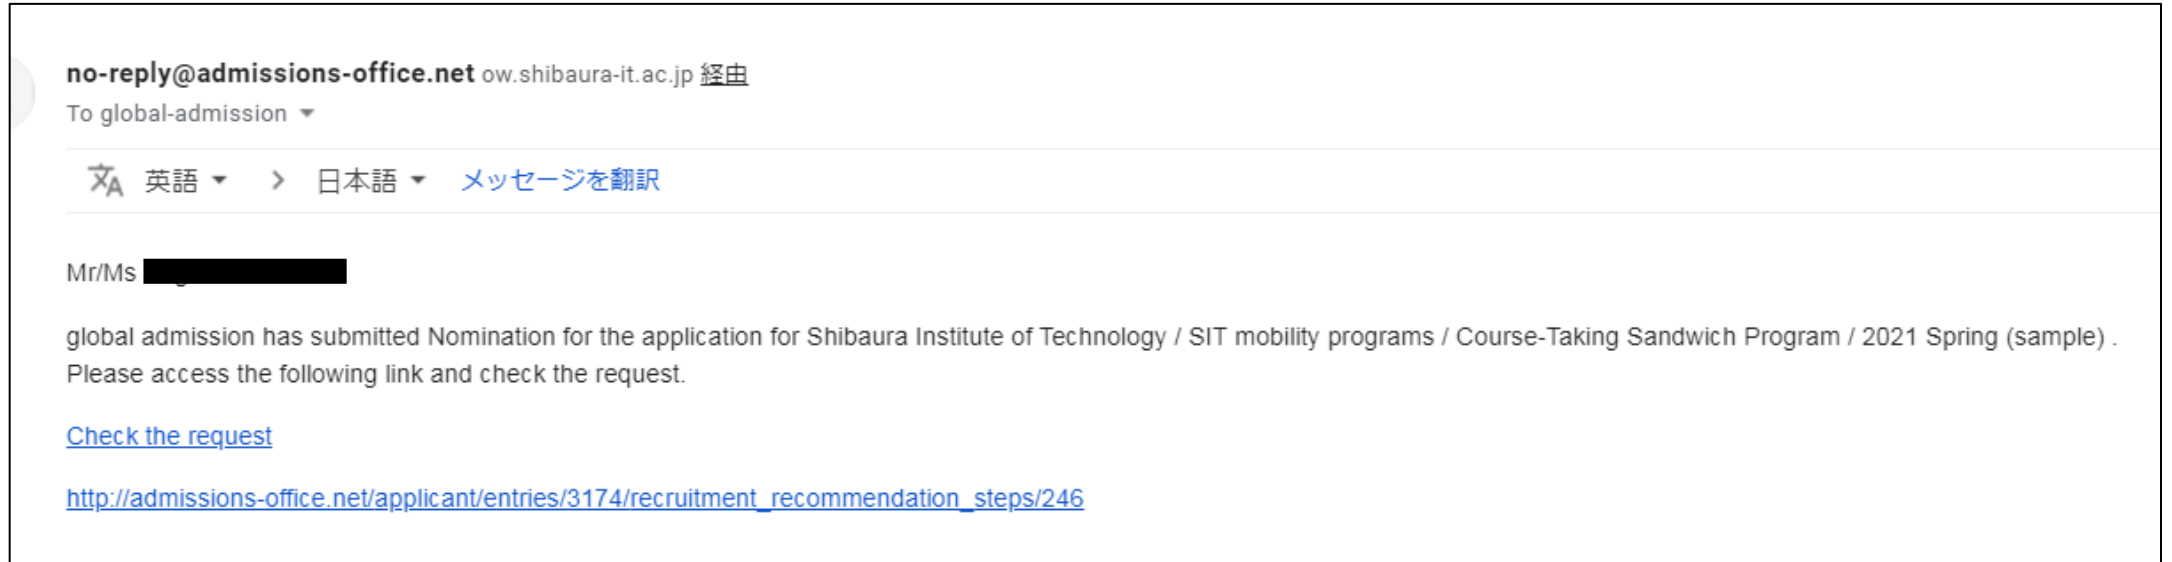 no-reply@admissions-office.net ow.shibaura-it.ac.jp 経由
To global-admission
英語 > 日本語 メッセージを翻訳
Mr/Ms
global admission has submitted Nomination for the application for Shibaura Institute of Technology / SIT mobility programs / Course-Taking Sandwich Program / 2021 Spring (sample) .
Please access the following link and check the request.
Check the request
http://admissions-office.net/applicant/entries/3174/recruitment_recommendation_steps/246